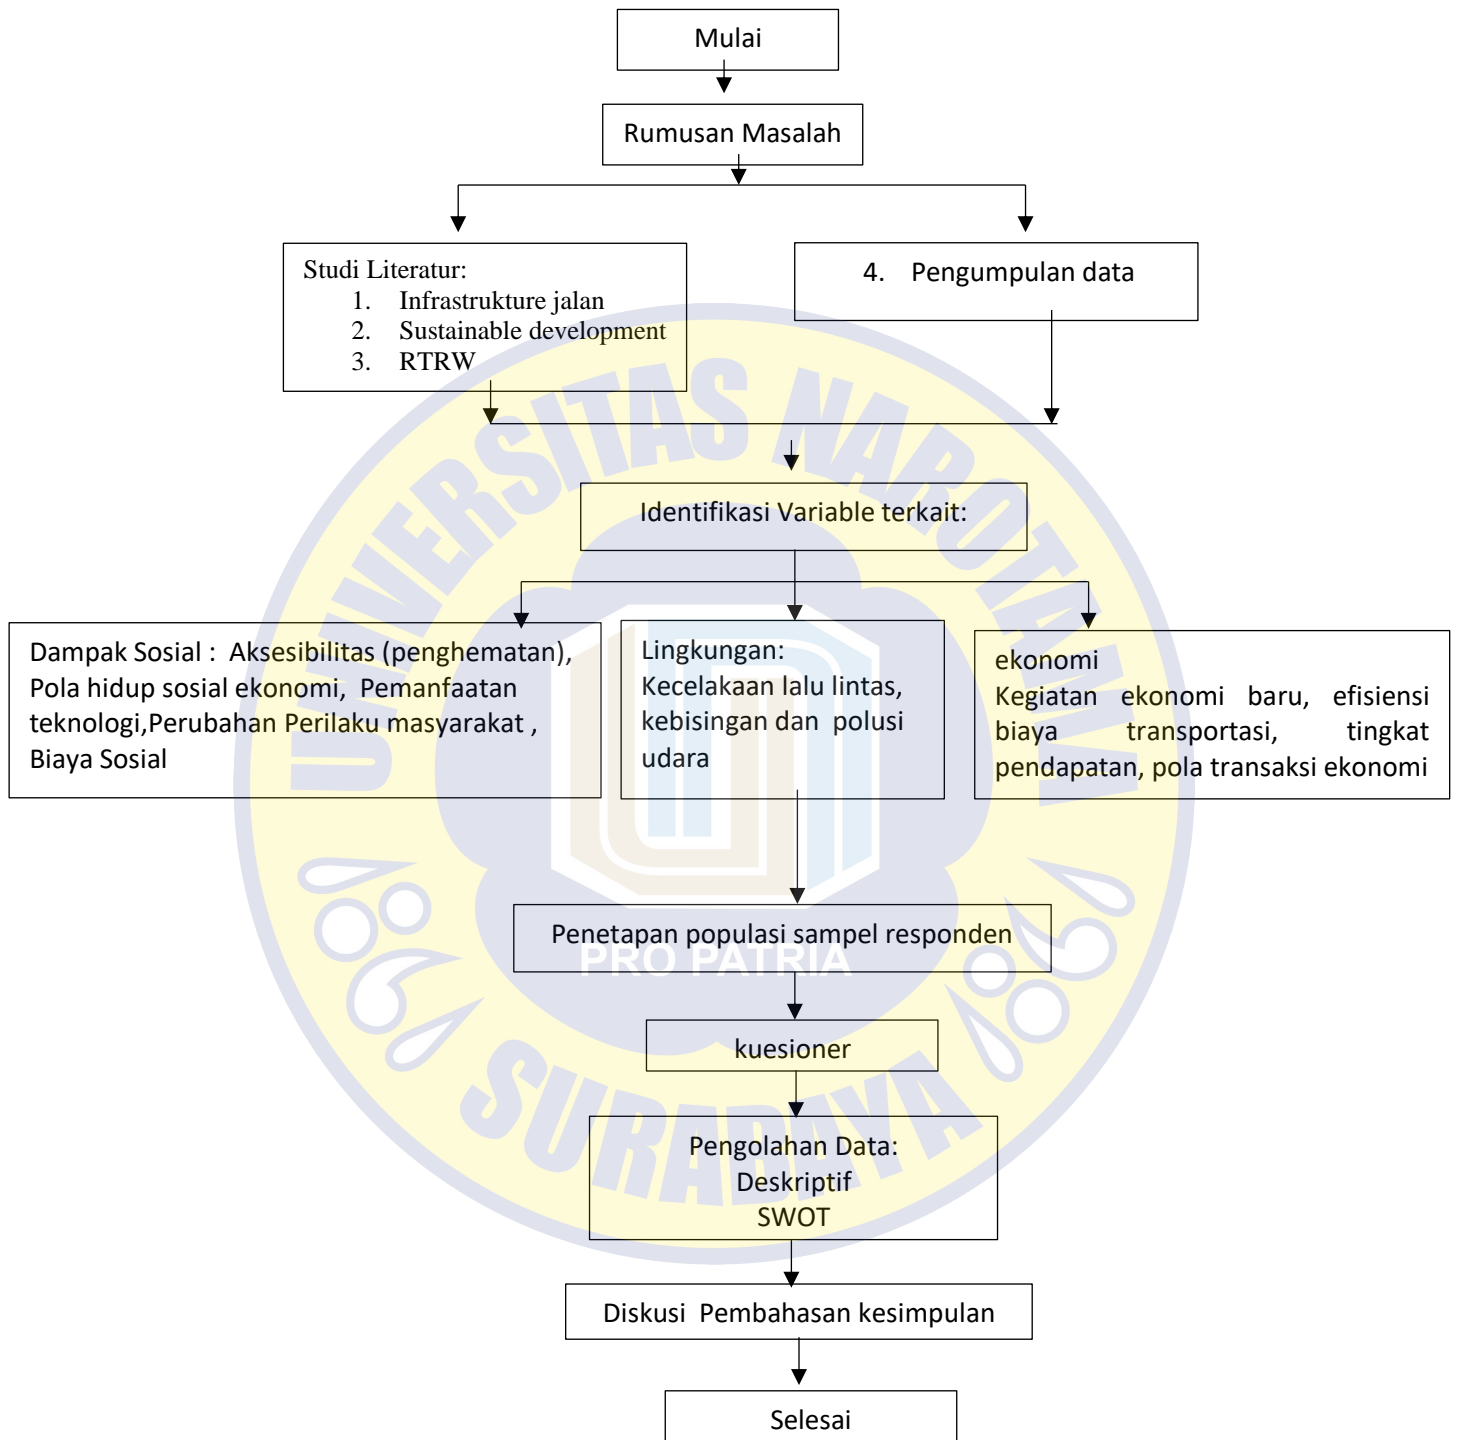 Mulai
Rumusan Masalah
Studi Literatur:
1. Infrastrukture jalan
2. Sustainable development
3. RTRW
4. Pengumpulan data
Identifikasi Variable terkait:
Dampak Sosial : Aksesibilitas (penghematan),
Pola hidup sosial ekonomi, Pemanfaatan
teknologi,Perubahan Perilaku masyarakat ,
Biaya Sosial
Lingkungan:
Kecelakaan lalu lintas,
kebisingan dan polusi
udara
ekonomi
Kegiatan ekonomi baru, efisiensi
biaya transportasi, tingkat
pendapatan, pola transaksi ekonomi
Penetapan populasi sampel responden
kuesioner
Pengolahan Data:
Deskriptif
SWOT
Diskusi Pembahasan kesimpulan
Selesai
UNIVERSITAS NAROTAMA
PRO PATRIA
SURABAYA